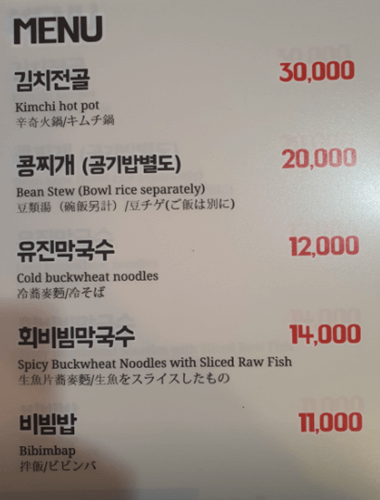 MENU
김치전골 30,000
Kimchi hot pot
辛奇火鍋/キムチ鍋
콩찌개 (공기밥별도) 20,000
Bean Stew (Bowl rice separately)
豆類湯（碗飯另計）/豆チゲ(ご飯は別に)
유진막국수 12,000
Cold buckwheat noodles
冷蕎麥麵/冷そば
회비빔막국수 14,000
Spicy Buckwheat Noodles with Sliced Raw Fish
生魚片蕎麥麵/生魚をスライスしたもの
비빔밥 11,000
Bibimbap
拌飯/ビビンバ